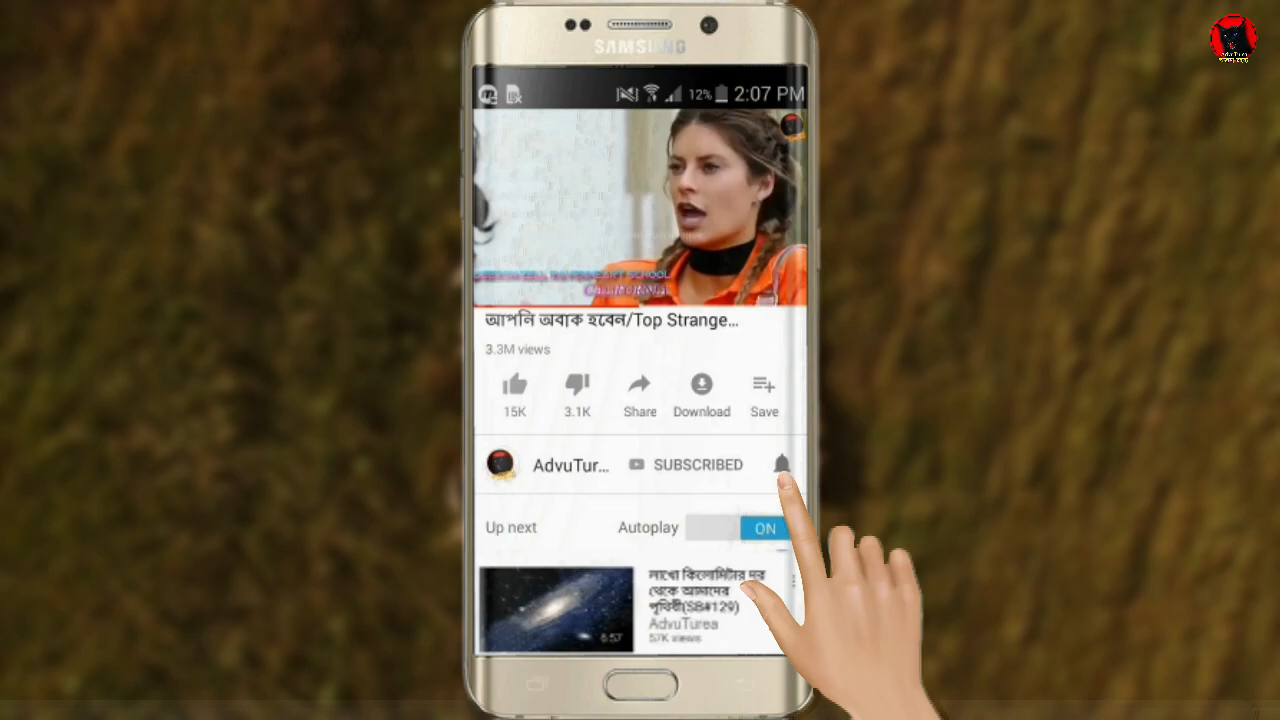 SAMSUNG
12% 2:07 PM
CALIFORNIA
আপনি অবাক হবেন/Top Strange...
3.3M views
15K 3.1K Share Download Save
AdvuTur... SUBSCRIBED
Up next Autoplay ON
লাখো কিলোমিটার দূর
থেকে আমাদের
পৃথিবী(SB#129)
AdvuTurea
57K views
6:57